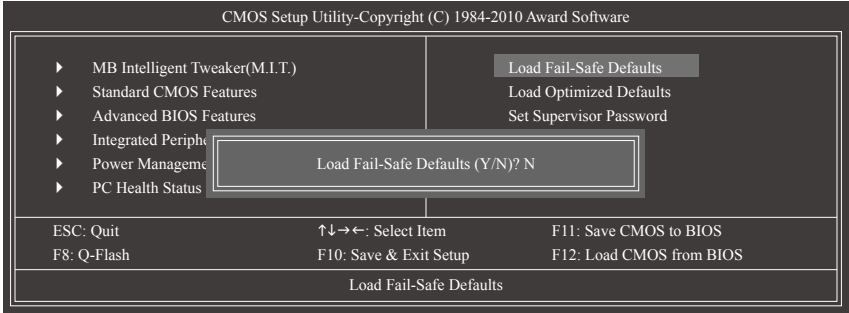 CMOS Setup Utility-Copyright (C) 1984-2010 Award Software
MB Intelligent Tweaker(M.I.T.)
Standard CMOS Features
Advanced BIOS Features
Integrated Periphe
Power Manageme
PC Health Status
Load Fail-Safe Defaults
Load Optimized Defaults
Set Supervisor Password
Load Fail-Safe Defaults (Y/N)? N
ESC: Quit
F8: Q-Flash
↑↓→←: Select Item
F10: Save & Exit Setup
F11: Save CMOS to BIOS
F12: Load CMOS from BIOS
Load Fail-Safe Defaults